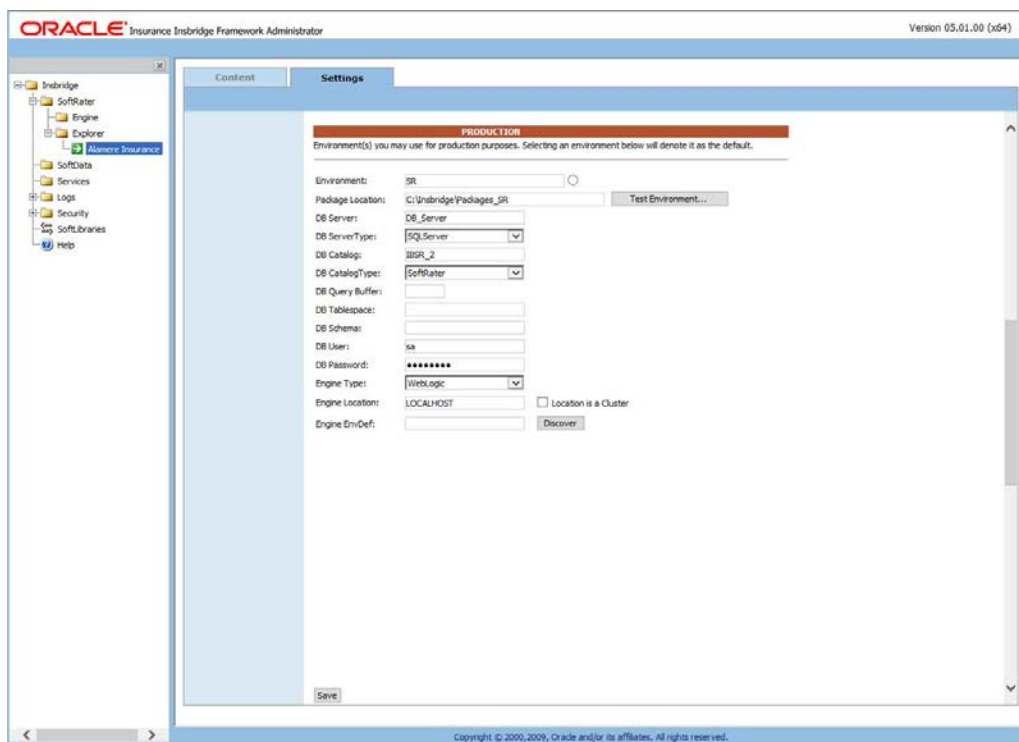 ORACLE® Insurance Insbridge Framework Administrator
Version 05.01.00 (x64)
Insbridge
SoftRater
Engine
Explorer
Alamere Insurance
SoftData
Services
Logs
Security
SoftLibraries
Help
Content
Settings
PRODUCTION
Environment(s) you may use for production purposes. Selecting an environment below will denote it as the default.
Environment: SR
Package Location: C:\Insbridge\Packages_SR Test Environment...
DB Server: DB_Server
DB ServerType: SQLServer
DB Catalog: IBSR_2
DB CatalogType: SoftRater
DB Query Buffer:
DB Tablespace:
DB Schema:
DB User: sa
DB Password: ••••••••
Engine Type: WebLogic
Engine Location: LOCALHOST Location is a Cluster
Engine EnvDef: Discover
Save
Copyright © 2000,2009, Oracle and/or its affiliates. All rights reserved.